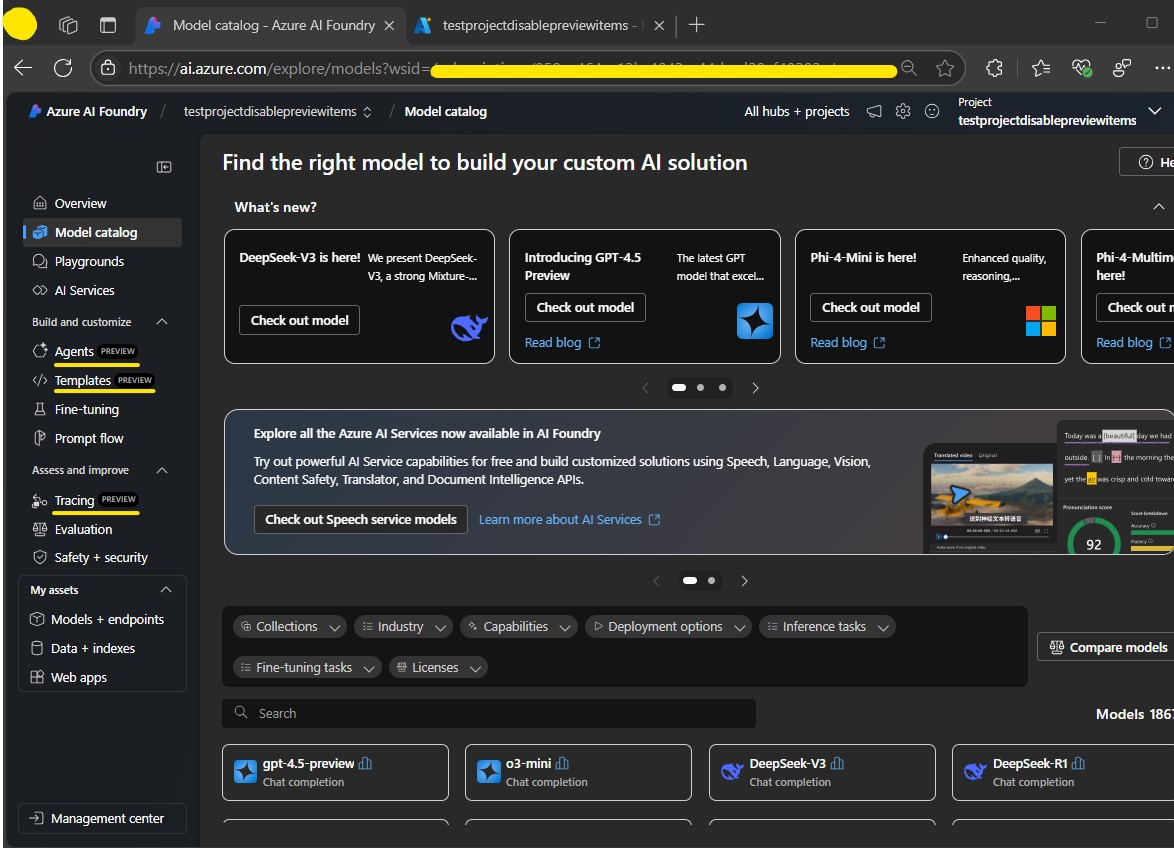 Model catalog - Azure AI Foundry
testprojectdisablepreviewitems -
https://ai.azure.com/explore/models?wsid=
Azure AI Foundry / testprojectdisablepreviewitems / Model catalog
All hubs + projects
Project
testprojectdisablepreviewitems
Overview
Model catalog
Playgrounds
AI Services
Build and customize
Agents PREVIEW
Templates PREVIEW
Fine-tuning
Prompt flow
Assess and improve
Tracing PREVIEW
Evaluation
Safety + security
My assets
Models + endpoints
Data + indexes
Web apps
Management center
Find the right model to build your custom AI solution
He
What's new?
DeepSeek-V3 is here!
We present DeepSeek-
V3, a strong Mixture-...
Check out model
Introducing GPT-4.5
Preview
The latest GPT
model that excel...
Check out model
Read blog
Phi-4-Mini is here!
Enhanced quality,
reasoning,...
Check out model
Read blog
Phi-4-Multim
here!
Check out m
Read blog
Explore all the Azure AI Services now available in AI Foundry
Try out powerful AI Service capabilities for free and build customized solutions using Speech, Language, Vision,
Content Safety, Translator, and Document Intelligence APIs.
Check out Speech service models
Learn more about AI Services
Translated video Original
说到神经文本转语音
Today was a [beautiful] day we had
outside. [ ] In [-] the morning the
yet the air was crisp and cold towar
Pronunciation score
92
Score breakdown
Accuracy
Fluency
Collections
Industry
Capabilities
Deployment options
Inference tasks
Fine-tuning tasks
Licenses
Compare models
Search
Models 1867
gpt-4.5-preview
Chat completion
o3-mini
Chat completion
DeepSeek-V3
Chat completion
DeepSeek-R1
Chat completion